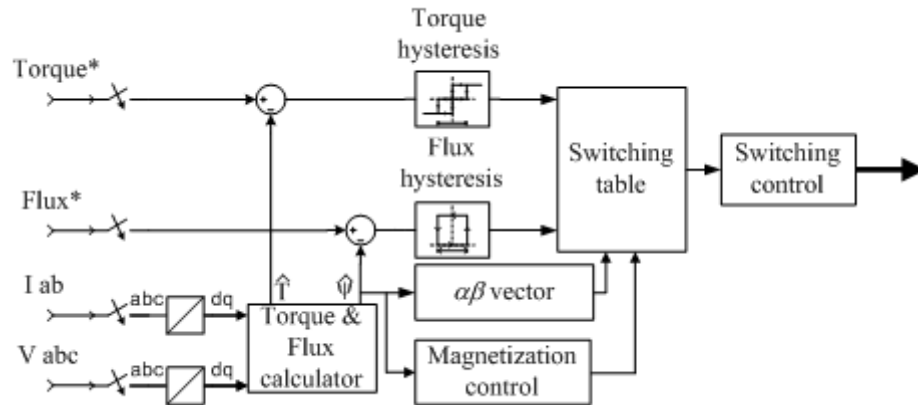 Torque
hysteresis
Torque*
Flux
hysteresis
Switching
table
Switching
control
Flux*
I ab
abc
dq
T̂
ψ̂
αβ vector
Torque &
Flux
calculator
V abc
abc
dq
Magnetization
control